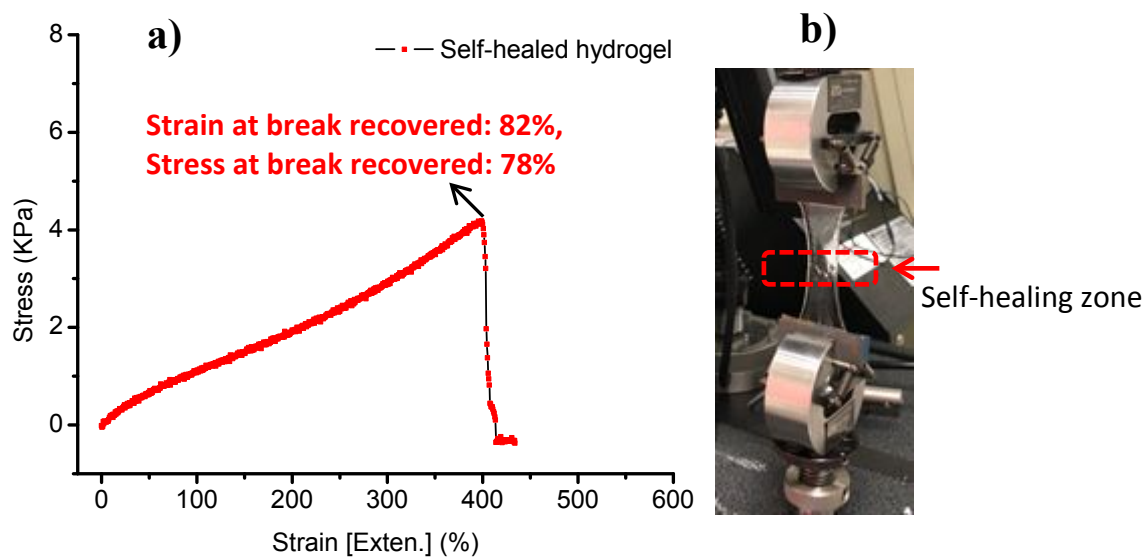 a)
Self-healed hydrogel
Strain at break recovered: 82%,
Stress at break recovered: 78%
8
6
4
2
0
Stress (KPa)
0 100 200 300 400 500 600
Strain [Exten.] (%)
b)
Self-healing zone